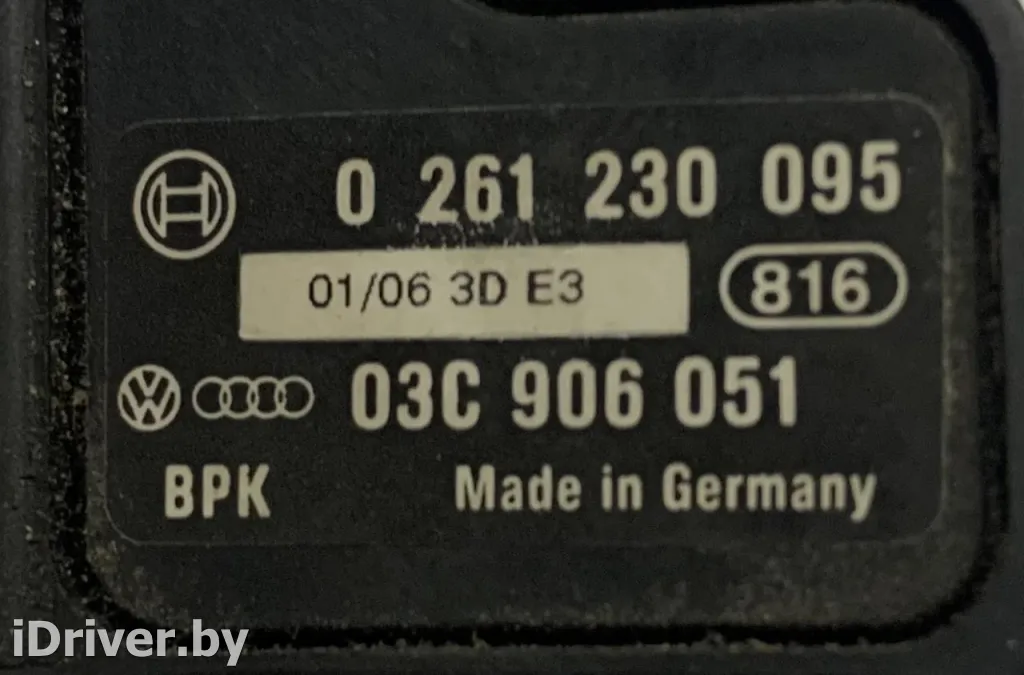 0 261 230 095
01/06 3D E3
816
03C 906 051
BPK Made in Germany
iDriver.by